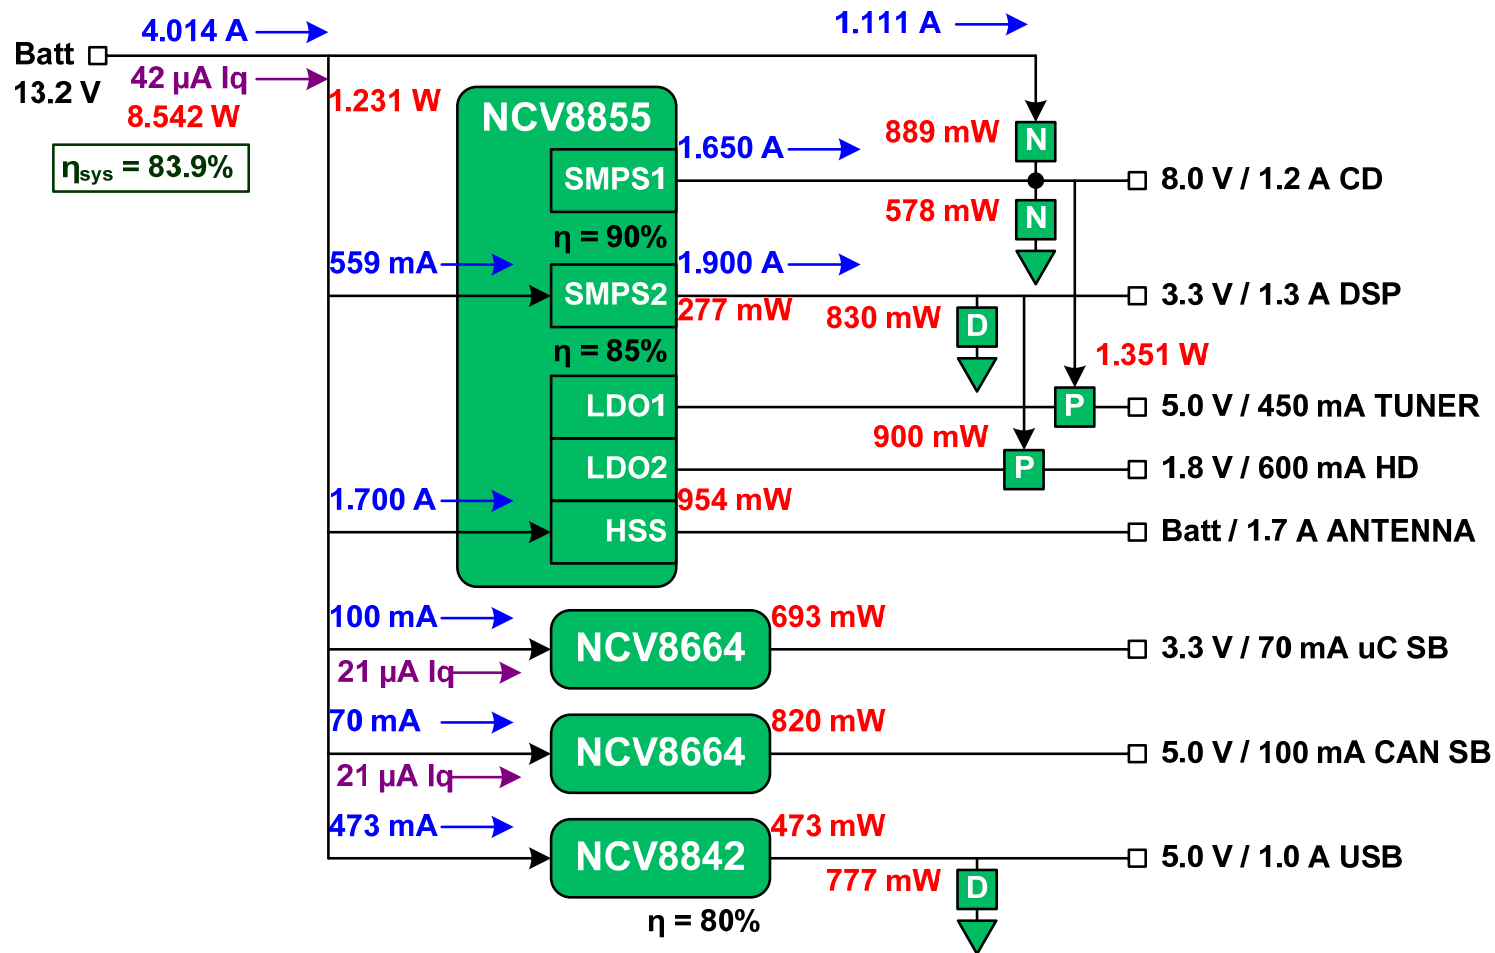 4.014 A
1.111 A
Batt
13.2 V
42 µA Iq
8.542 W
1.231 W
ηsys = 83.9%
NCV8855
889 mW
N
1.650 A
SMPS1
8.0 V / 1.2 A CD
578 mW
N
η = 90%
559 mA
1.900 A
SMPS2
277 mW
830 mW
D
3.3 V / 1.3 A DSP
η = 85%
1.351 W
LDO1
P
5.0 V / 450 mA TUNER
900 mW
LDO2
P
1.8 V / 600 mA HD
1.700 A
954 mW
HSS
Batt / 1.7 A ANTENNA
100 mA
693 mW
NCV8664
3.3 V / 70 mA uC SB
21 µA Iq
70 mA
820 mW
NCV8664
5.0 V / 100 mA CAN SB
21 µA Iq
473 mA
473 mW
NCV8842
5.0 V / 1.0 A USB
777 mW
D
η = 80%